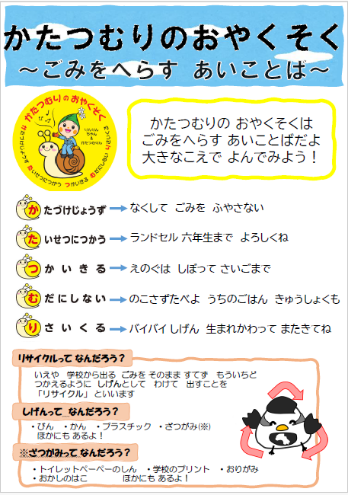 かたつむりのおやくそく
～ごみをへらす あいことば～
かたつむりのおやくそく
かたつむりの おやくそくは
ごみをへらす あいことばだよ
大きなこえで よんでみよう！
かたづけじょうず なくして ごみを ふやさない
たいせつにつかう ランドセル 六年生まで よろしくね
つかいきる えのぐは しぼって さいごまで
むだにしない のこさずたべよ うちのごはん きゅうしょくも
りさいくる バイバイ しげん 生まれかわって またきてね
リサイクルって なんだろう？
いえや 学校から出る ごみを そのまま すてず もういちど
つかえるように しげんとして わけて 出すことを
「リサイクル」 といいます
しげんって なんだろう？
・びん ・かん ・プラスチック ・ざつがみ(※)
ほかにも あるよ！
※ざつがみって なんだろう？
・トイレットペーパーのしん ・学校のプリント ・おりがみ
・おかしのはこ ほかにも あるよ！